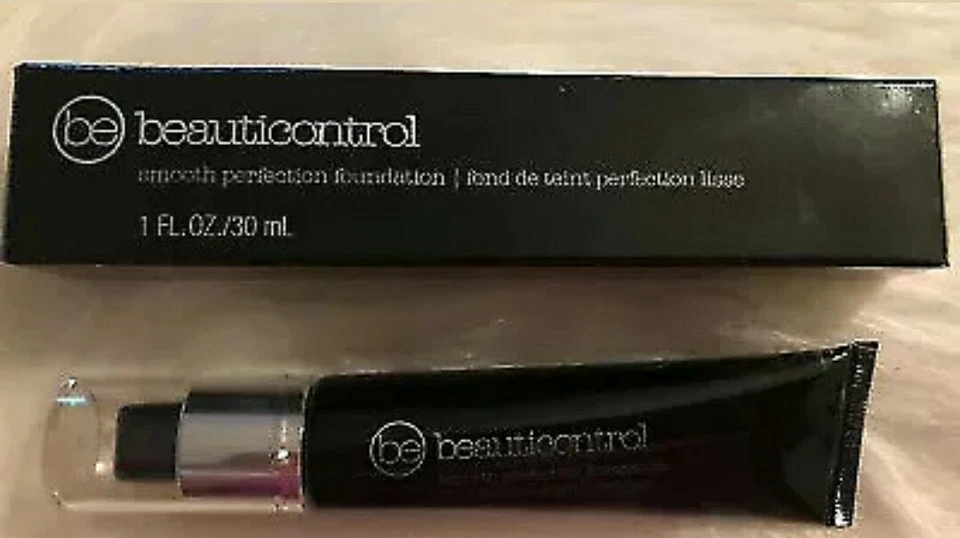 be beauticontrol
smooth perfection foundation | fond de teint perfection lisse
1 FL. OZ./30 mL
be beauticontrol